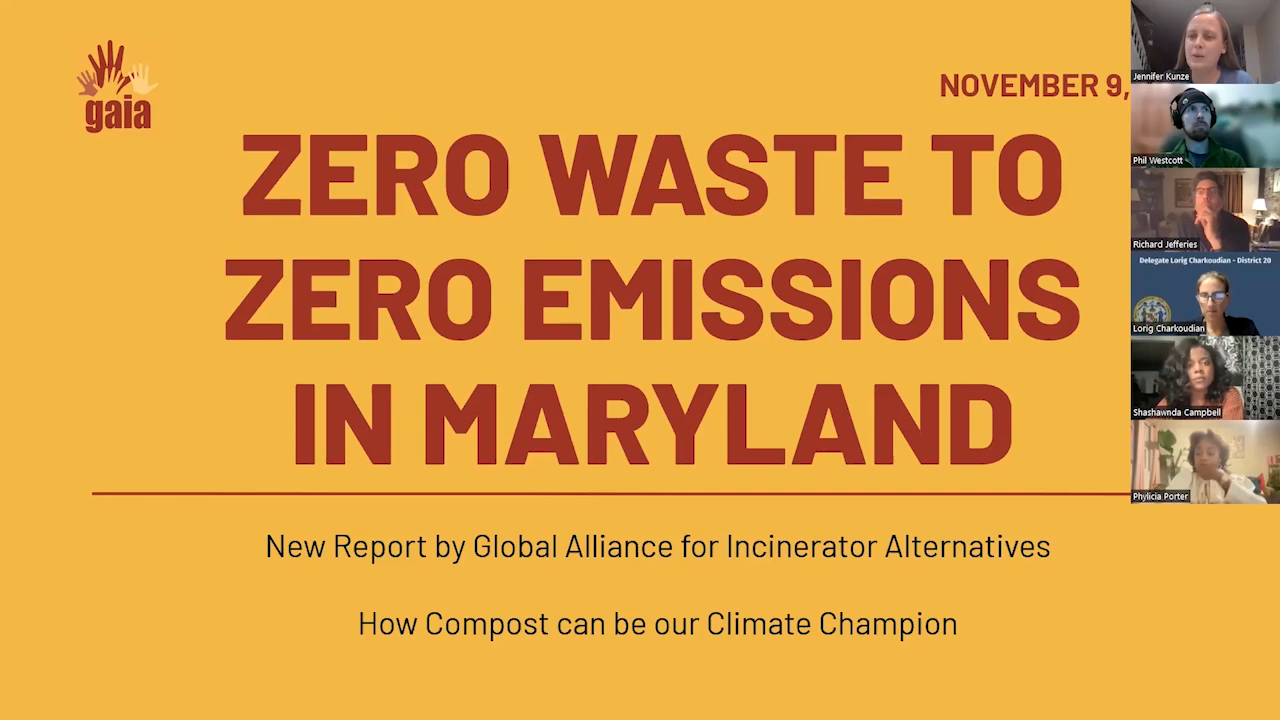 gaia
NOVEMBER 9,
ZERO WASTE TO
ZERO EMISSIONS
IN MARYLAND
New Report by Global Alliance for Incinerator Alternatives
How Compost can be our Climate Champion
Jennifer Kunze
Phil Westcott
Richard Jefferies
Delegate Lorig Charkoudian - District 20
Lorig Charkoudian
Shashawnda Campbell
Phylicia Porter